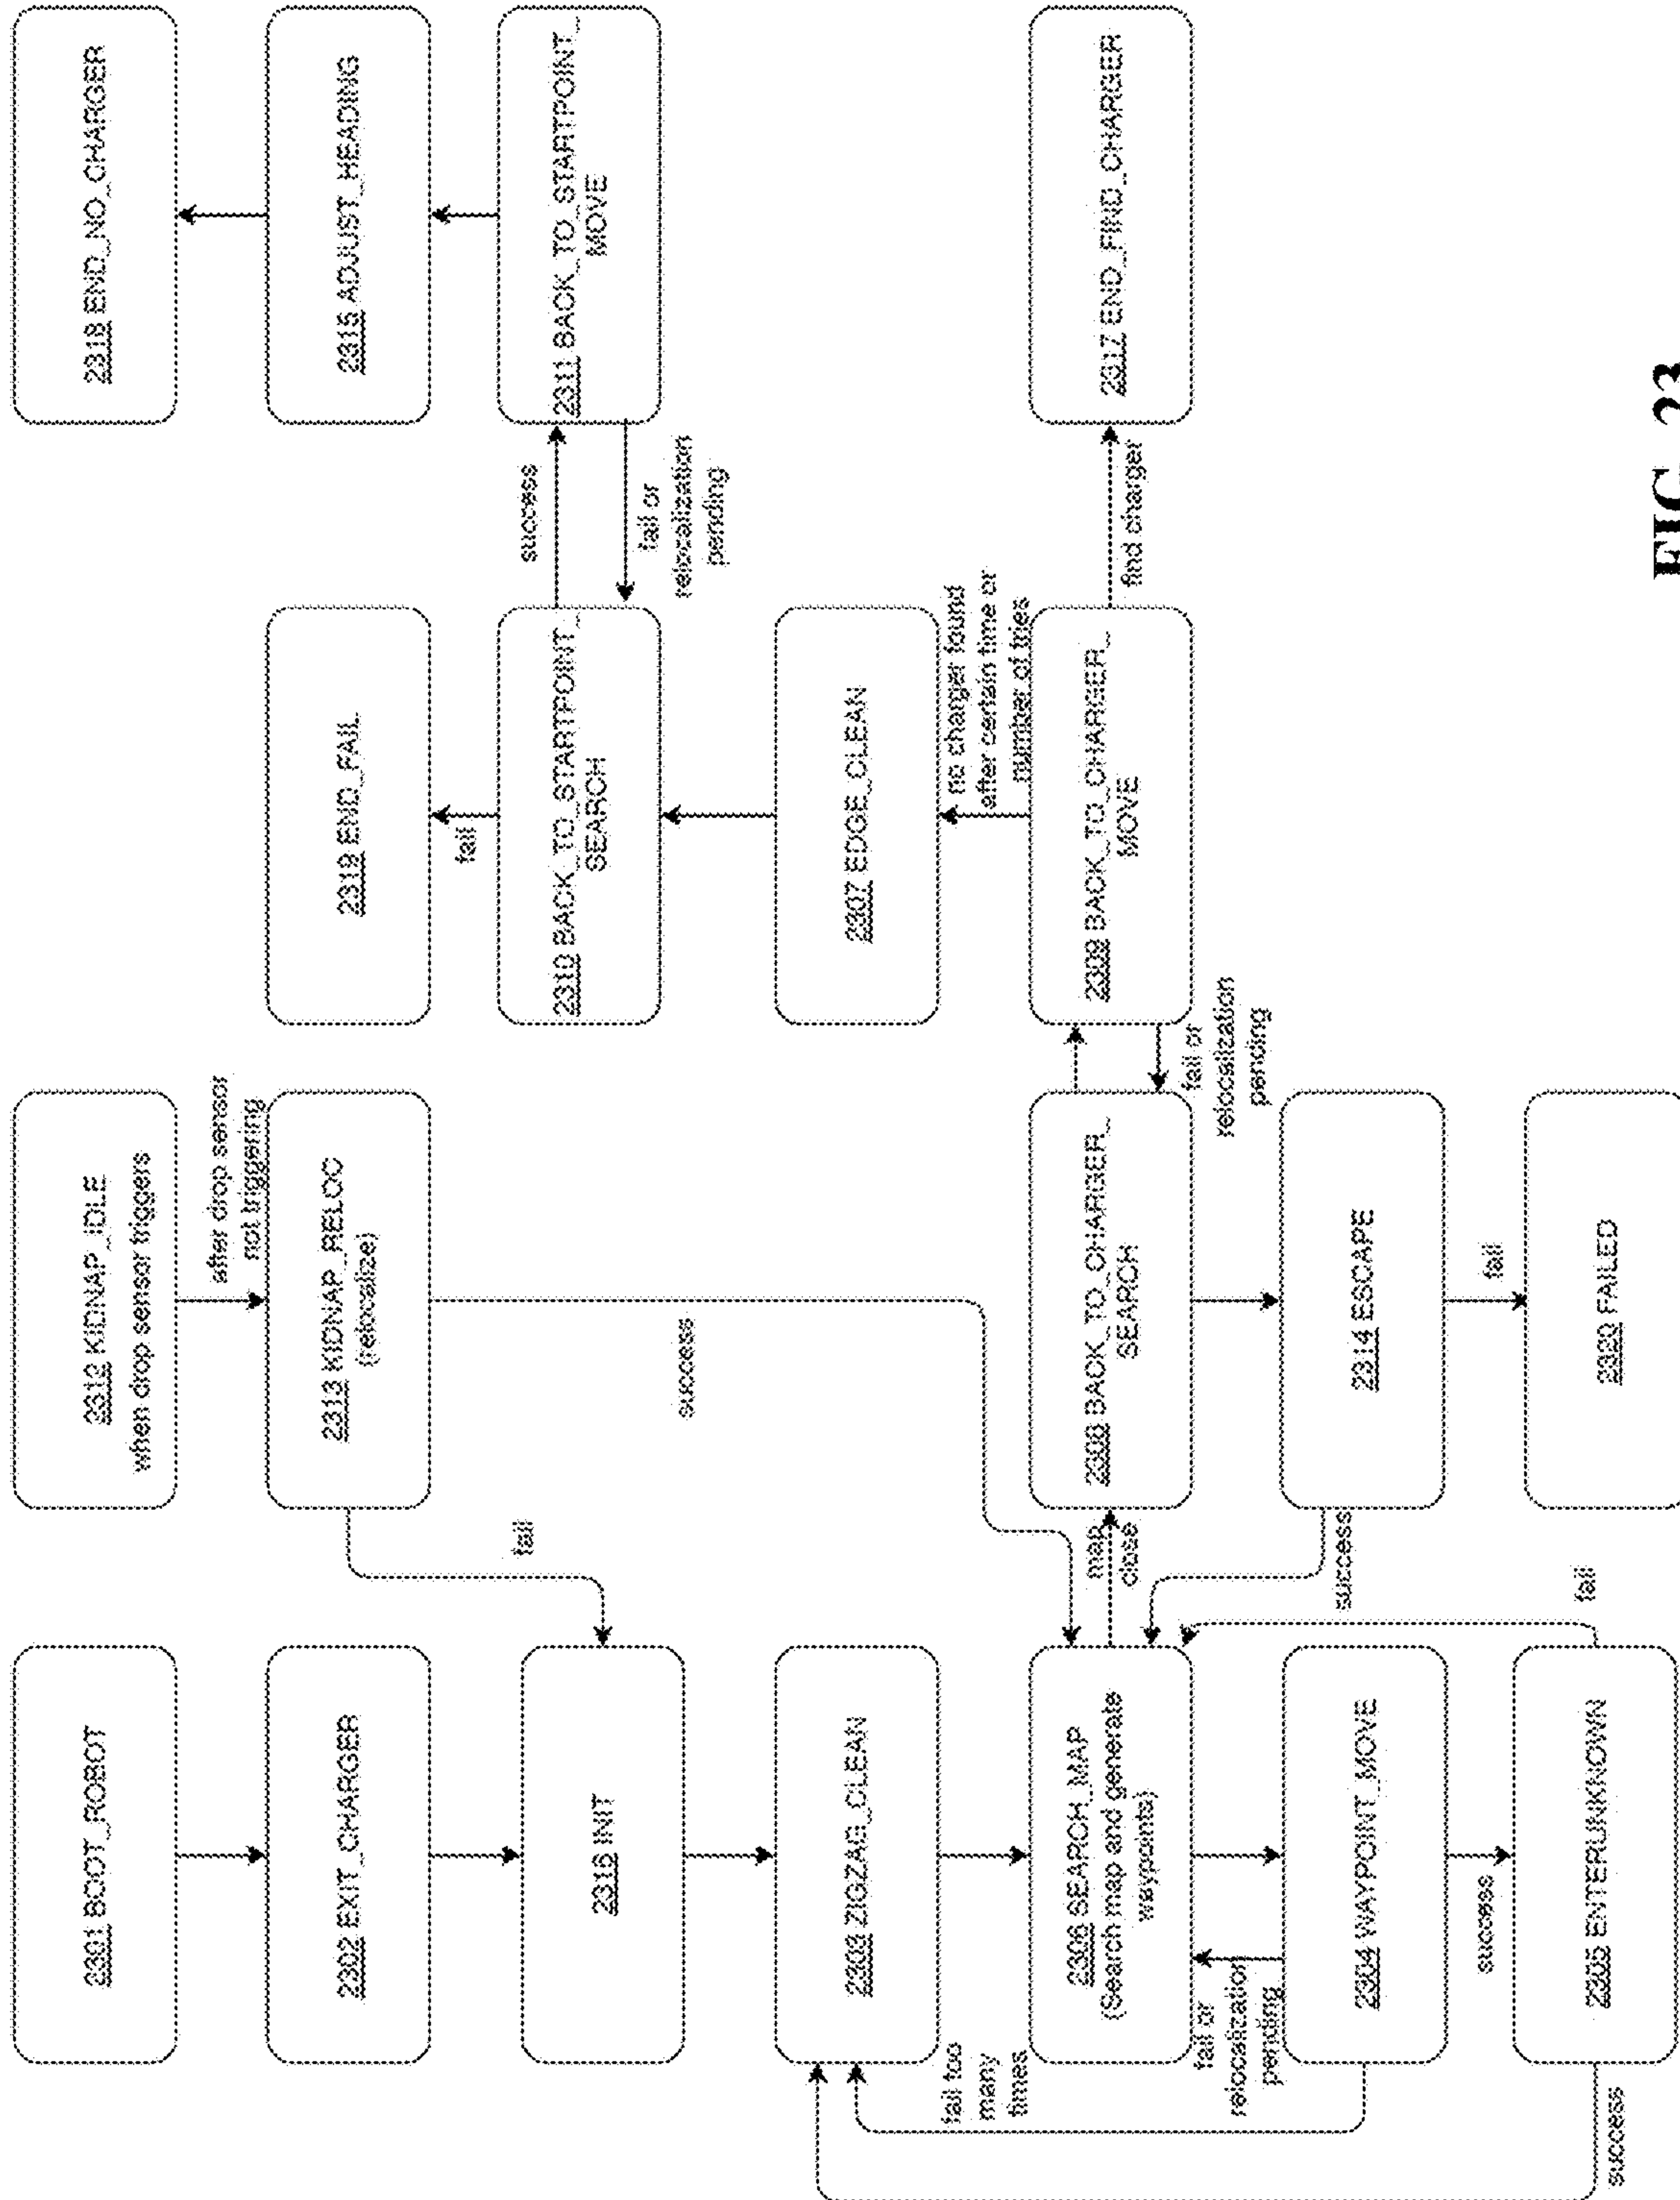 2301 BOOT_ROBOT
2302 EXIT_CHARGER
2316 INIT
2303 ZIGZAG_CLEAN
fail too
many
times
2306 SEARCH_MAP
(Search map and generate
waypoints)
fail or
relocalization
pending
2304 WAYPOINT_MOVE
success
2305 ENTERUNKNOWN
success
fail
2312 KIDNAP_IDLE
when drop sensor triggers
after drop sensor
not triggering
2313 KIDNAP_RELOC
(relocalize)
fail
success
map
close
2308 BACK_TO_CHARGER_
SEARCH
success
2314 ESCAPE
fail
2320 FAILED
fail or
relocalization
pending
2319 END_FAIL
fail
2310 BACK_TO_STARTPOINT_
SEARCH
2307 EDGE_CLEAN
no charger found
after certain time or
number of tries
2309 BACK_TO_CHARGER_
MOVE
success
fail or
relocalization
pending
find charger
2318 END_NO_CHARGER
2315 ADJUST_HEADING
2311 BACK_TO_STARTPOINT_
MOVE
2317 END_FIND_CHARGER
FIG. 23